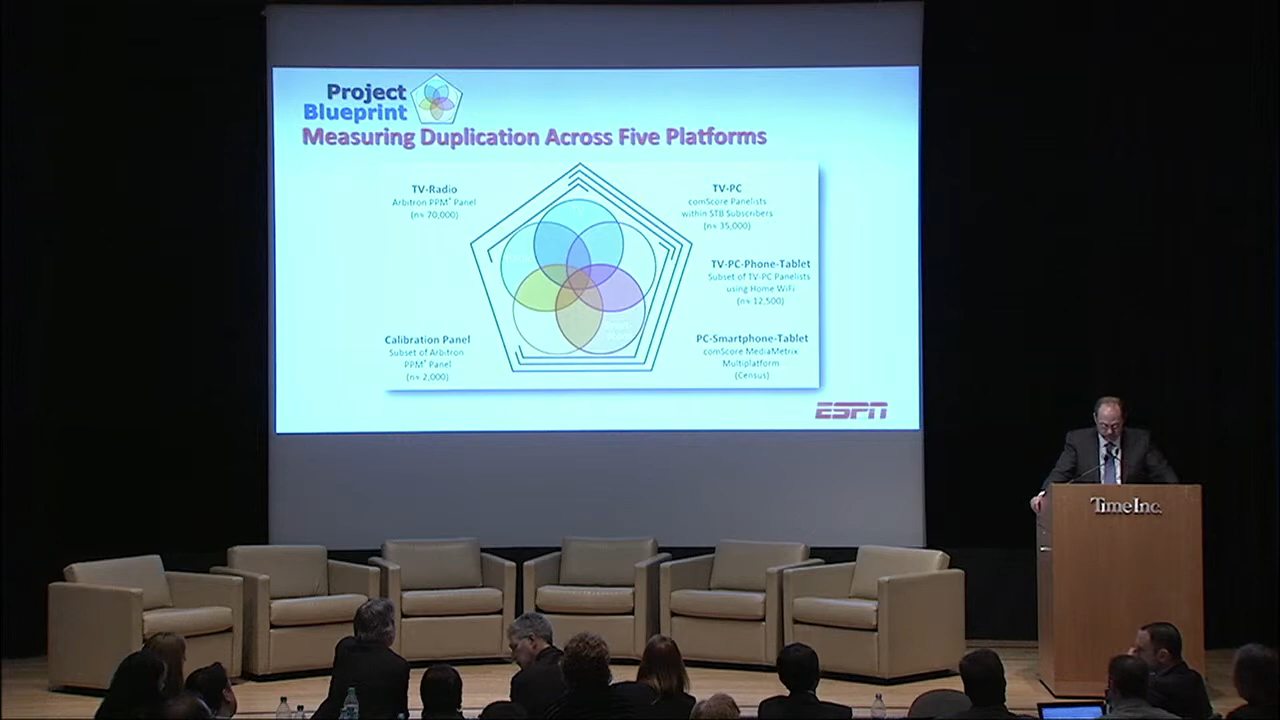 Project
Blueprint
Measuring Duplication Across Five Platforms
TV-Radio
Arbitron PPM* Panel
(n≈ 70,000)
TV-PC
comScore Panelists
within STB Subscribers
(n≈ 35,000)
TV-PC-Phone-Tablet
Subset of TV-PC Panelists
using Home WiFi
(n≈ 12,500)
Calibration Panel
Subset of Arbitron
PPM* Panel
(n≈ 2,000)
PC-Smartphone-Tablet
comScore MediaMetrix
Multiplatform
(Census)
ESPN
Time Inc.